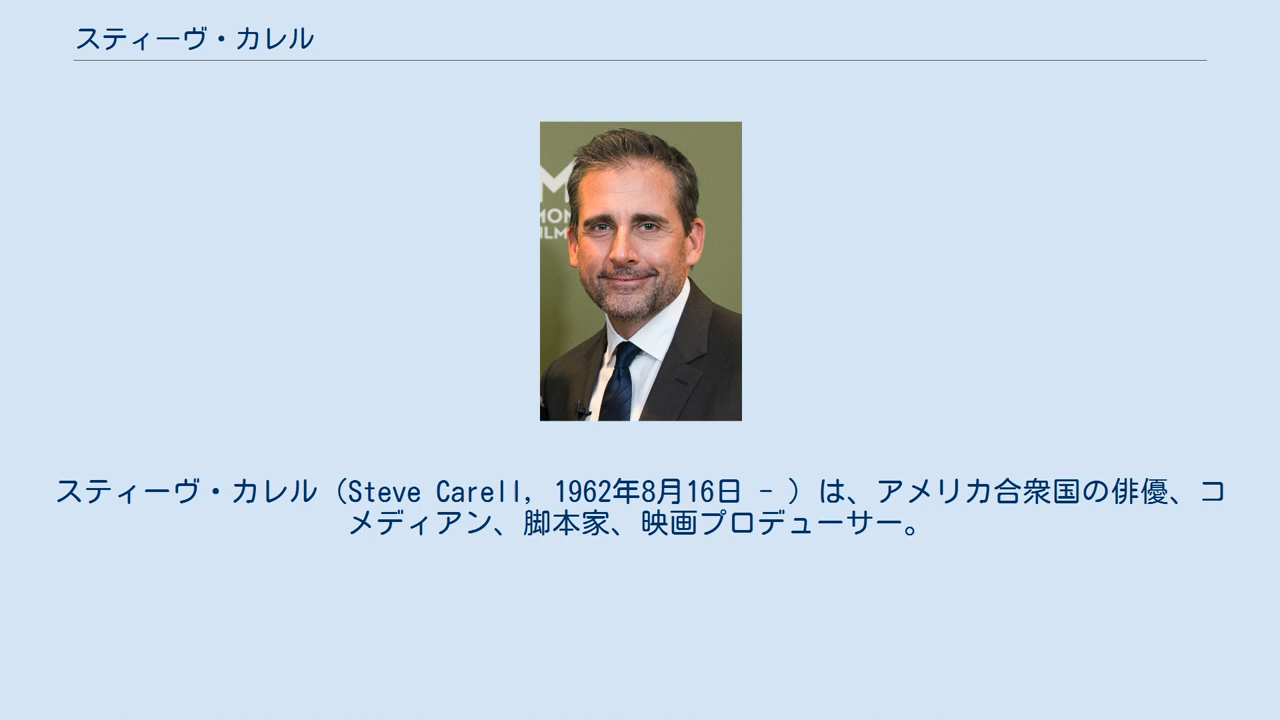 スティーヴ・カレル
M
MON
ILM
スティーヴ・カレル（Steve Carell, 1962年8月16日 - ）は、アメリカ合衆国の俳優、コ
メディアン、脚本家、映画プロデューサー。